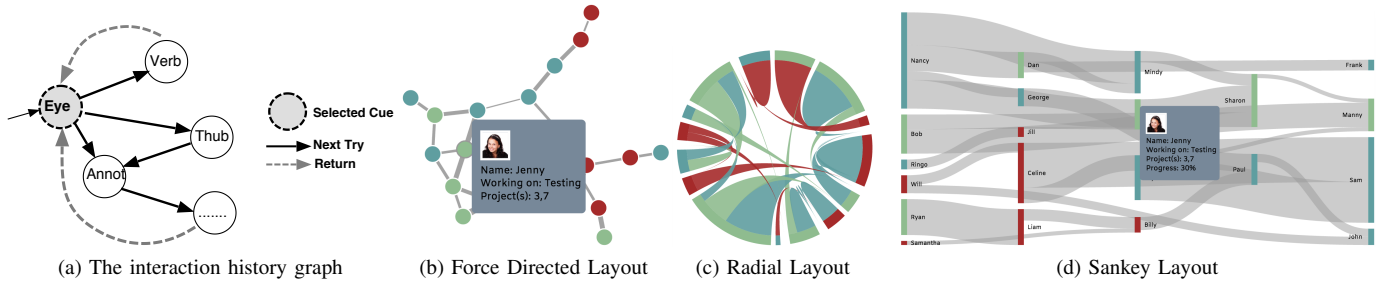 Verb
Eye
Thub
Annot
.......
Selected Cue
Next Try
Return
(a) The interaction history graph
Name: Jenny
Working on: Testing
Project(s): 3,7
(b) Force Directed Layout
(c) Radial Layout
Nancy
Dan
Mindy
Frank
George
Sharon
Manny
Bob
Jill
Name: Jenny
Working on: Testing
Project(s): 3,7
Progress: 30%
Ringo
Will
Celine
Paul
Sam
Ryan
Liam
Billy
John
Samantha
(d) Sankey Layout